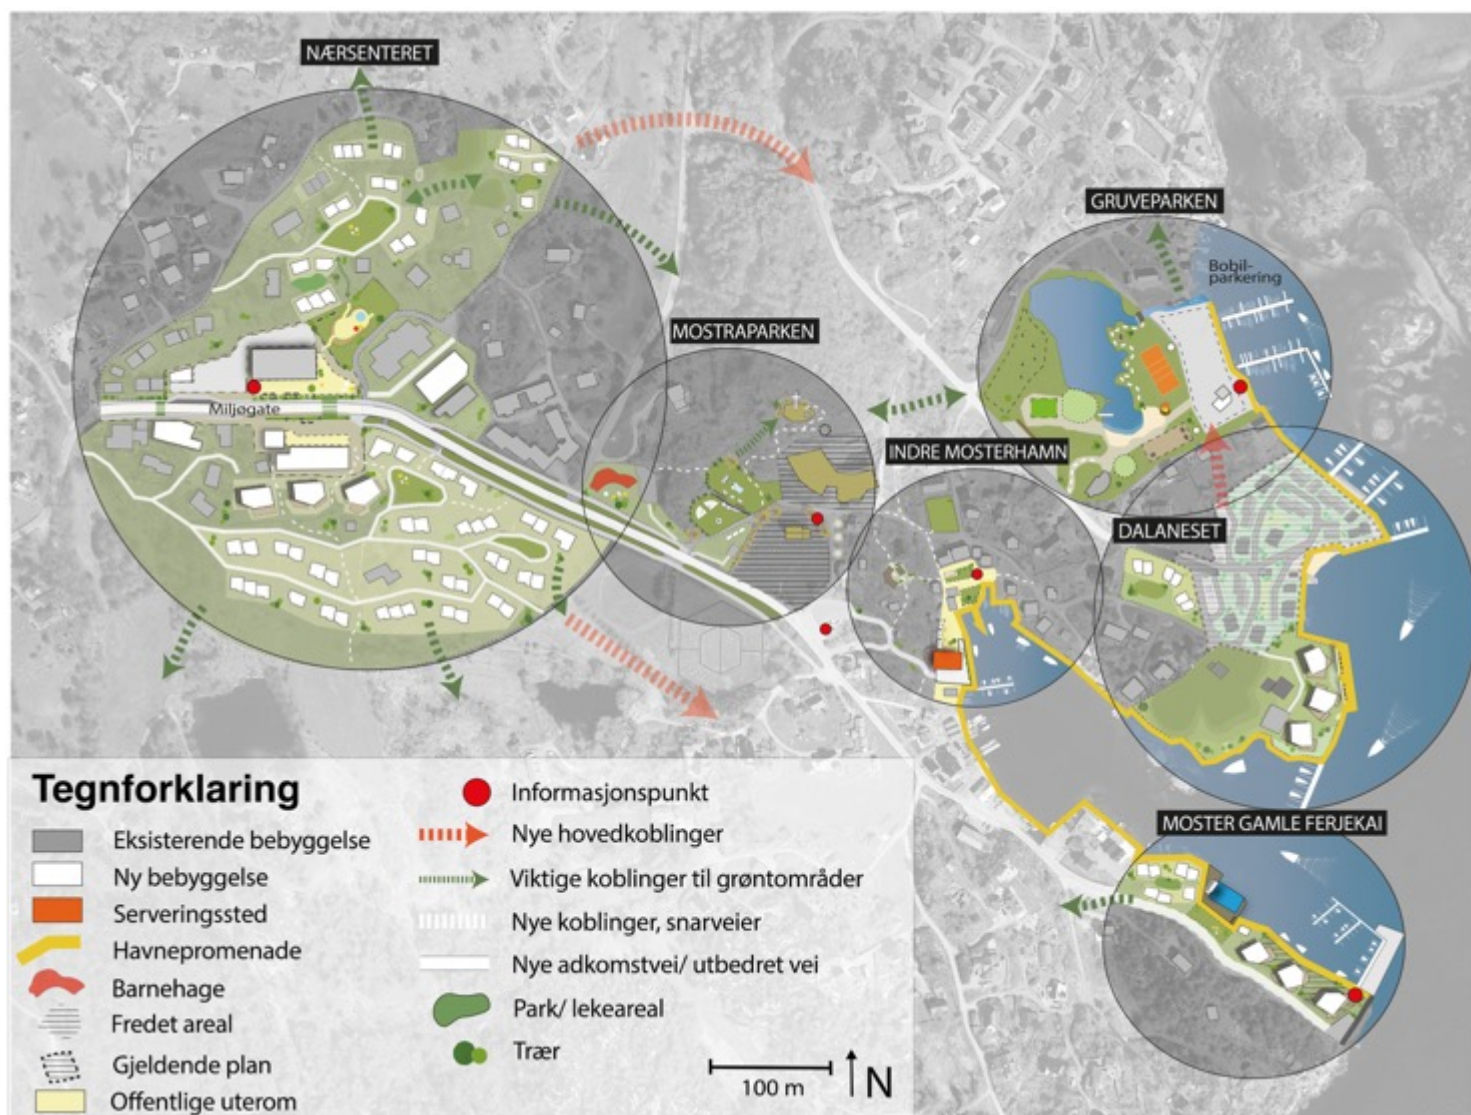 NÆRSENTERET
GRUVEPARKEN
Bobil-
parkering
MOSTRAPARKEN
Miljøgate
INDRE MOSTERHAMN
DALANESET
MOSTER GAMLE FERJEKAI
Tegnforklaring
Eksisterende bebyggelse
Ny bebyggelse
Serveringssted
Havnepromenade
Barnehage
Fredet areal
Gjeldende plan
Offentlige uterom
Informasjonspunkt
Nye hovedkoblinger
Viktige koblinger til grøntområder
Nye koblinger, snarveier
Nye adkomstvei/ utbedret vei
Park/ lekeareal
Trær
100 m
N